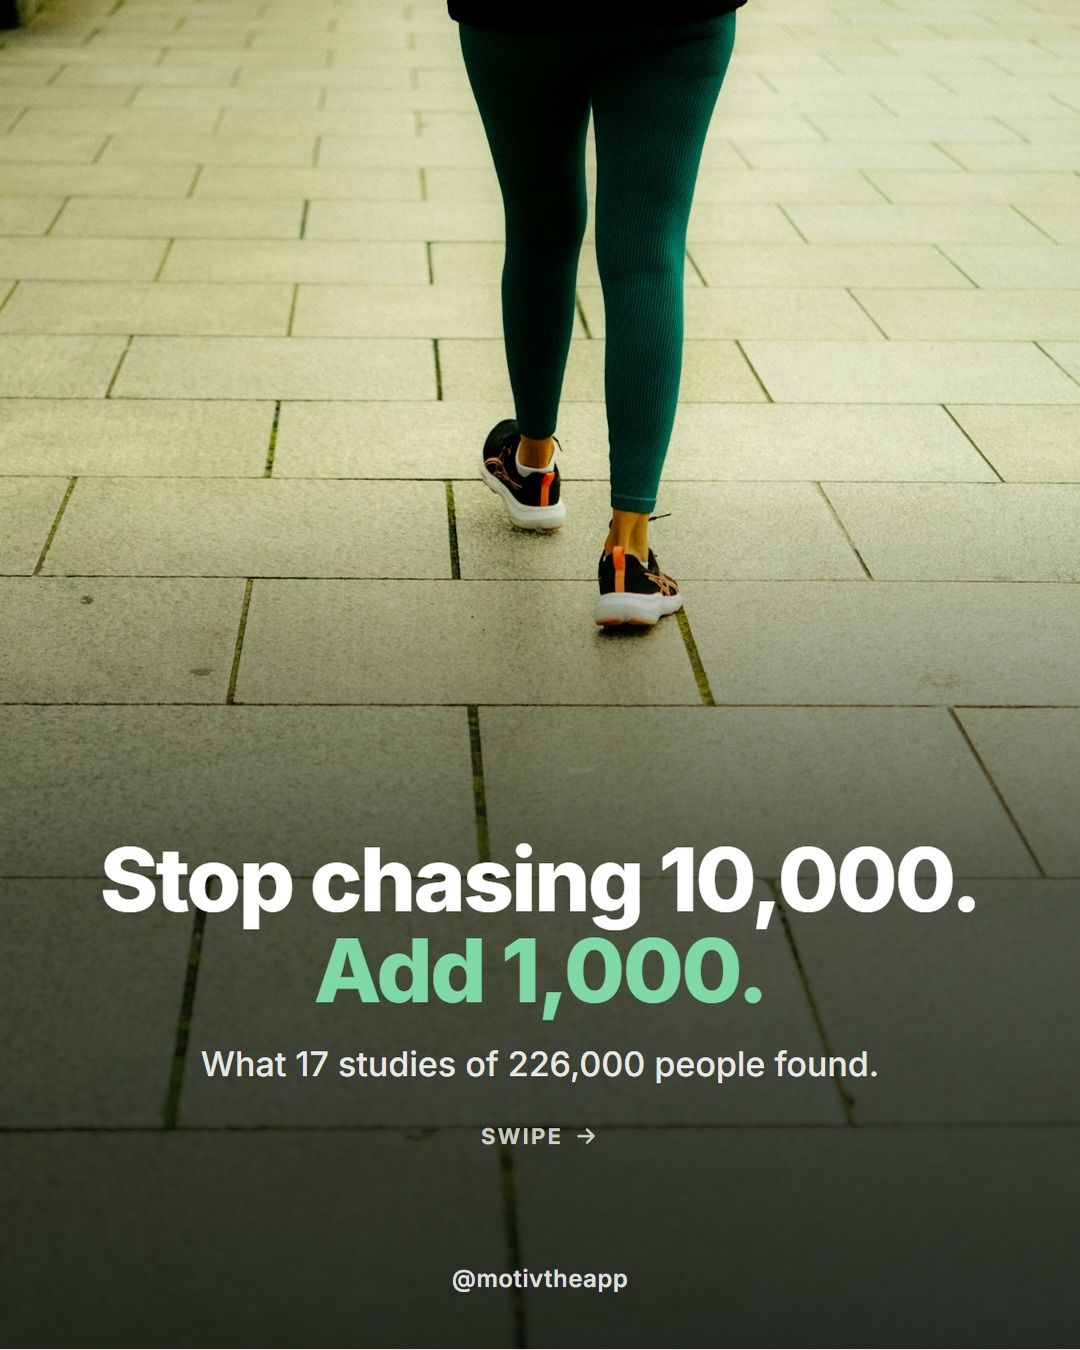 Stop chasing 10,000.
Add 1,000.
What 17 studies of 226,000 people found.
SWIPE →
@motivtheapp